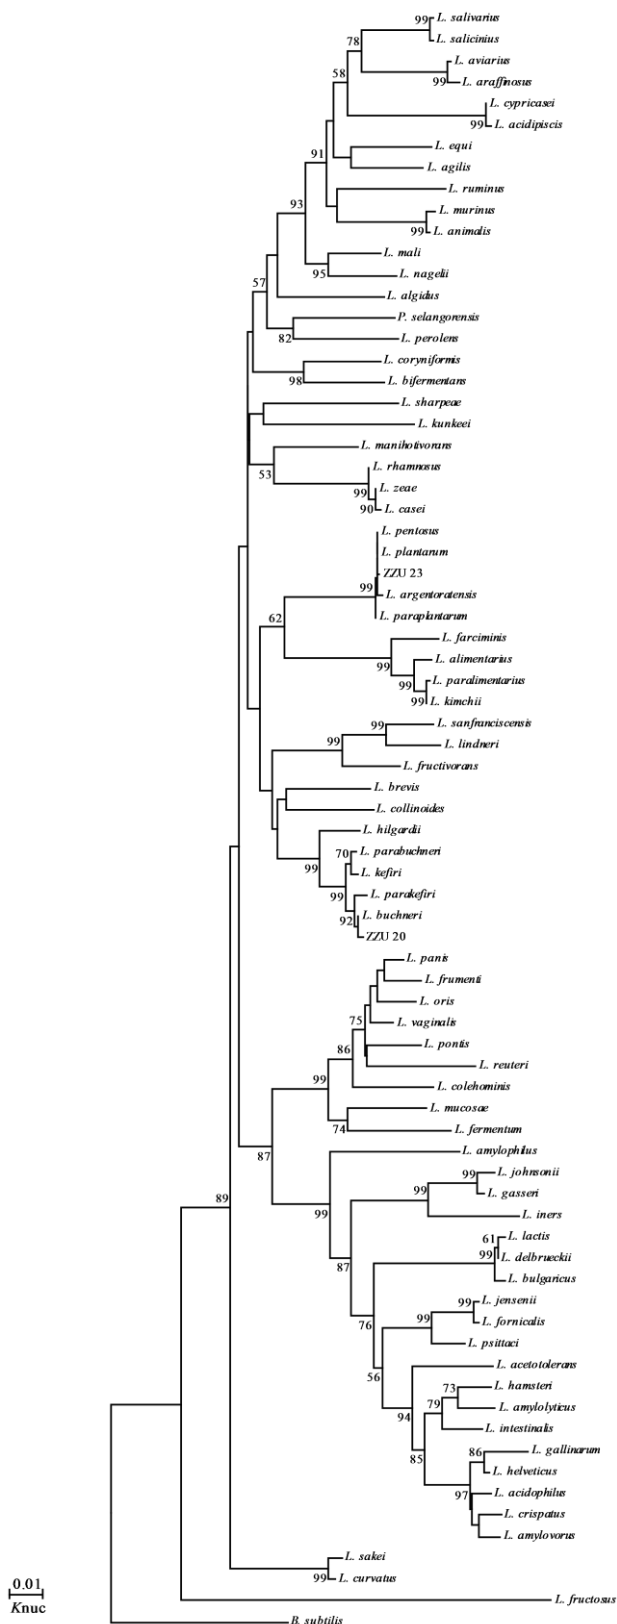 99
L. salivarius
L. salicinius
78
L. aviarius
99
L. araffinosus
58
L. cypricasei
99
L. acidipiscis
L. equi
91
L. agilis
L. ruminus
93
L. murinus
99
L. animalis
L. mali
95
L. nagelii
57
L. algidus
P. selangorensis
82
L. perolens
L. coryniformis
98
L. bifermentans
L. sharpeae
L. kunkeei
L. manihotivorans
53
L. rhamnosus
99
L. zeae
90
L. casei
L. pentosus
L. plantarum
ZZU 23
99
L. argentoratensis
L. paraplantarum
62
L. farciminis
99
L. alimentarius
99
L. paralimentarius
99
L. kimchii
99
L. sanfranciscensis
99
L. lindneri
L. fructivorans
L. brevis
L. collinoides
L. hilgardii
99
70
L. parabuchneri
L. kefiri
99
L. parakefiri
92
L. buchneri
ZZU 20
L. panis
L. frumenti
L. oris
75
L. vaginalis
L. pontis
86
L. reuteri
99
L. colehominis
L. mucosae
74
L. fermentum
87
L. amylophilus
99
99
L. johnsonii
99
L. gasseri
L. iners
89
61
L. lactis
99
L. delbrueckii
87
L. bulgaricus
99
L. jensenii
99
L. fornicalis
76
L. psittaci
56
L. acetotolerans
73
L. hamsteri
79
L. amylolyticus
94
L. intestinalis
85
86
L. gallinarum
L. helveticus
97
L. acidophilus
L. crispatus
L. amylovorus
L. sakei
99
L. curvatus
0.01
Knuc
L. fructosus
B. subtilis